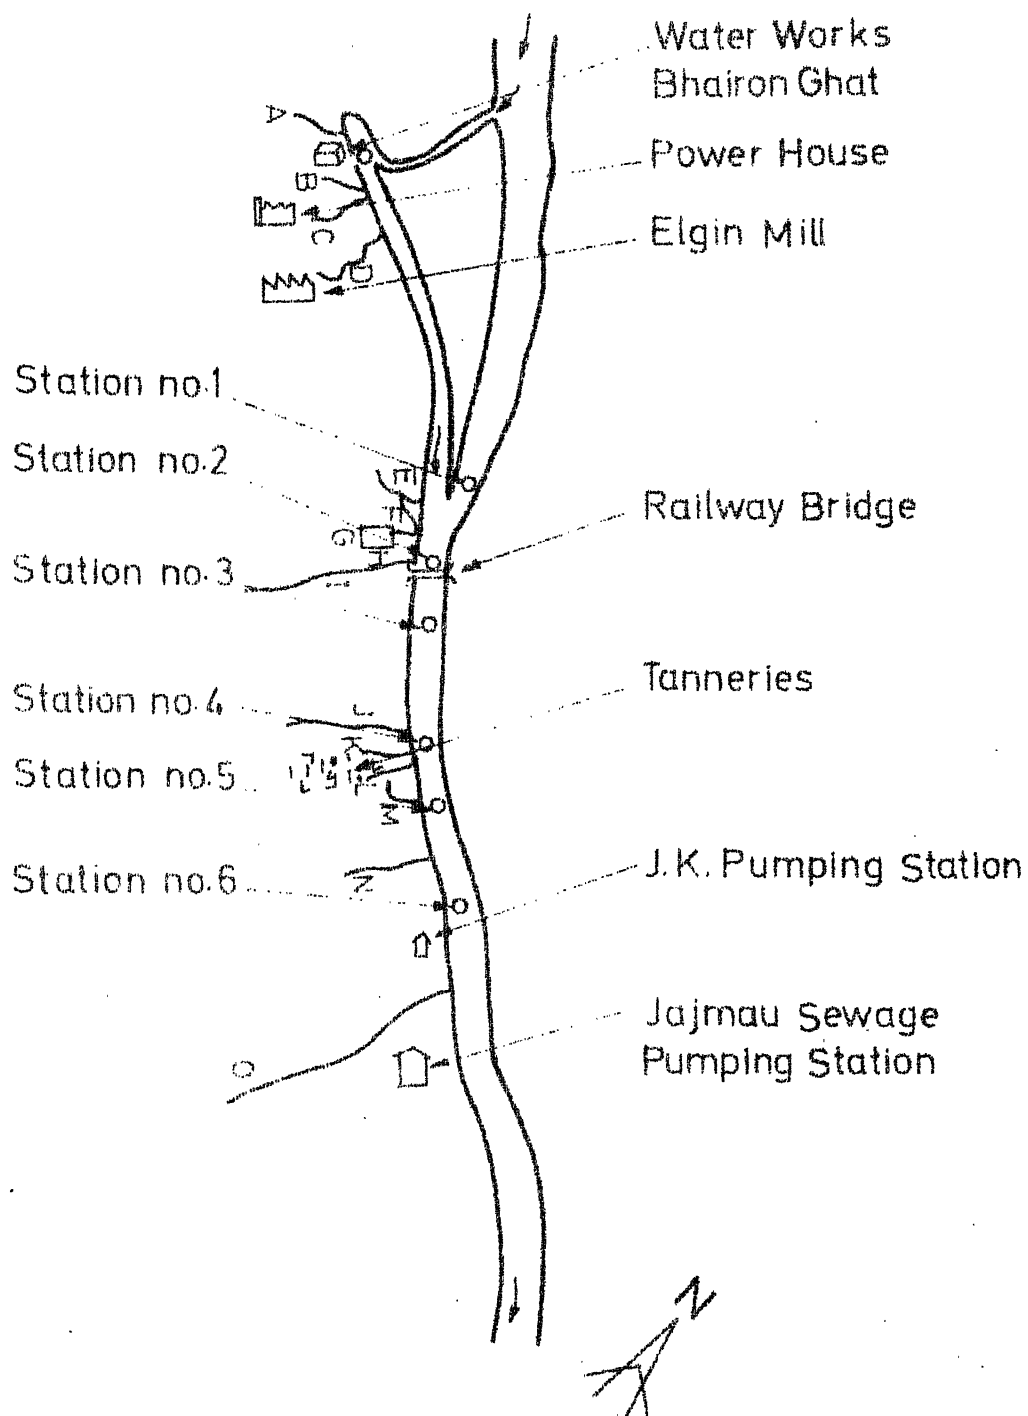 Water Works
Bhairon Ghat
A
Power House
B
C
Elgin Mill
D
Station no.1
Station no.2
E
F
Railway Bridge
G
H
Station no.3
I
Tanneries
Station no.4
J
K
Station no.5
M
J.K. Pumping Station
Station no.6
N
Jajmau Sewage
Pumping Station
O
N